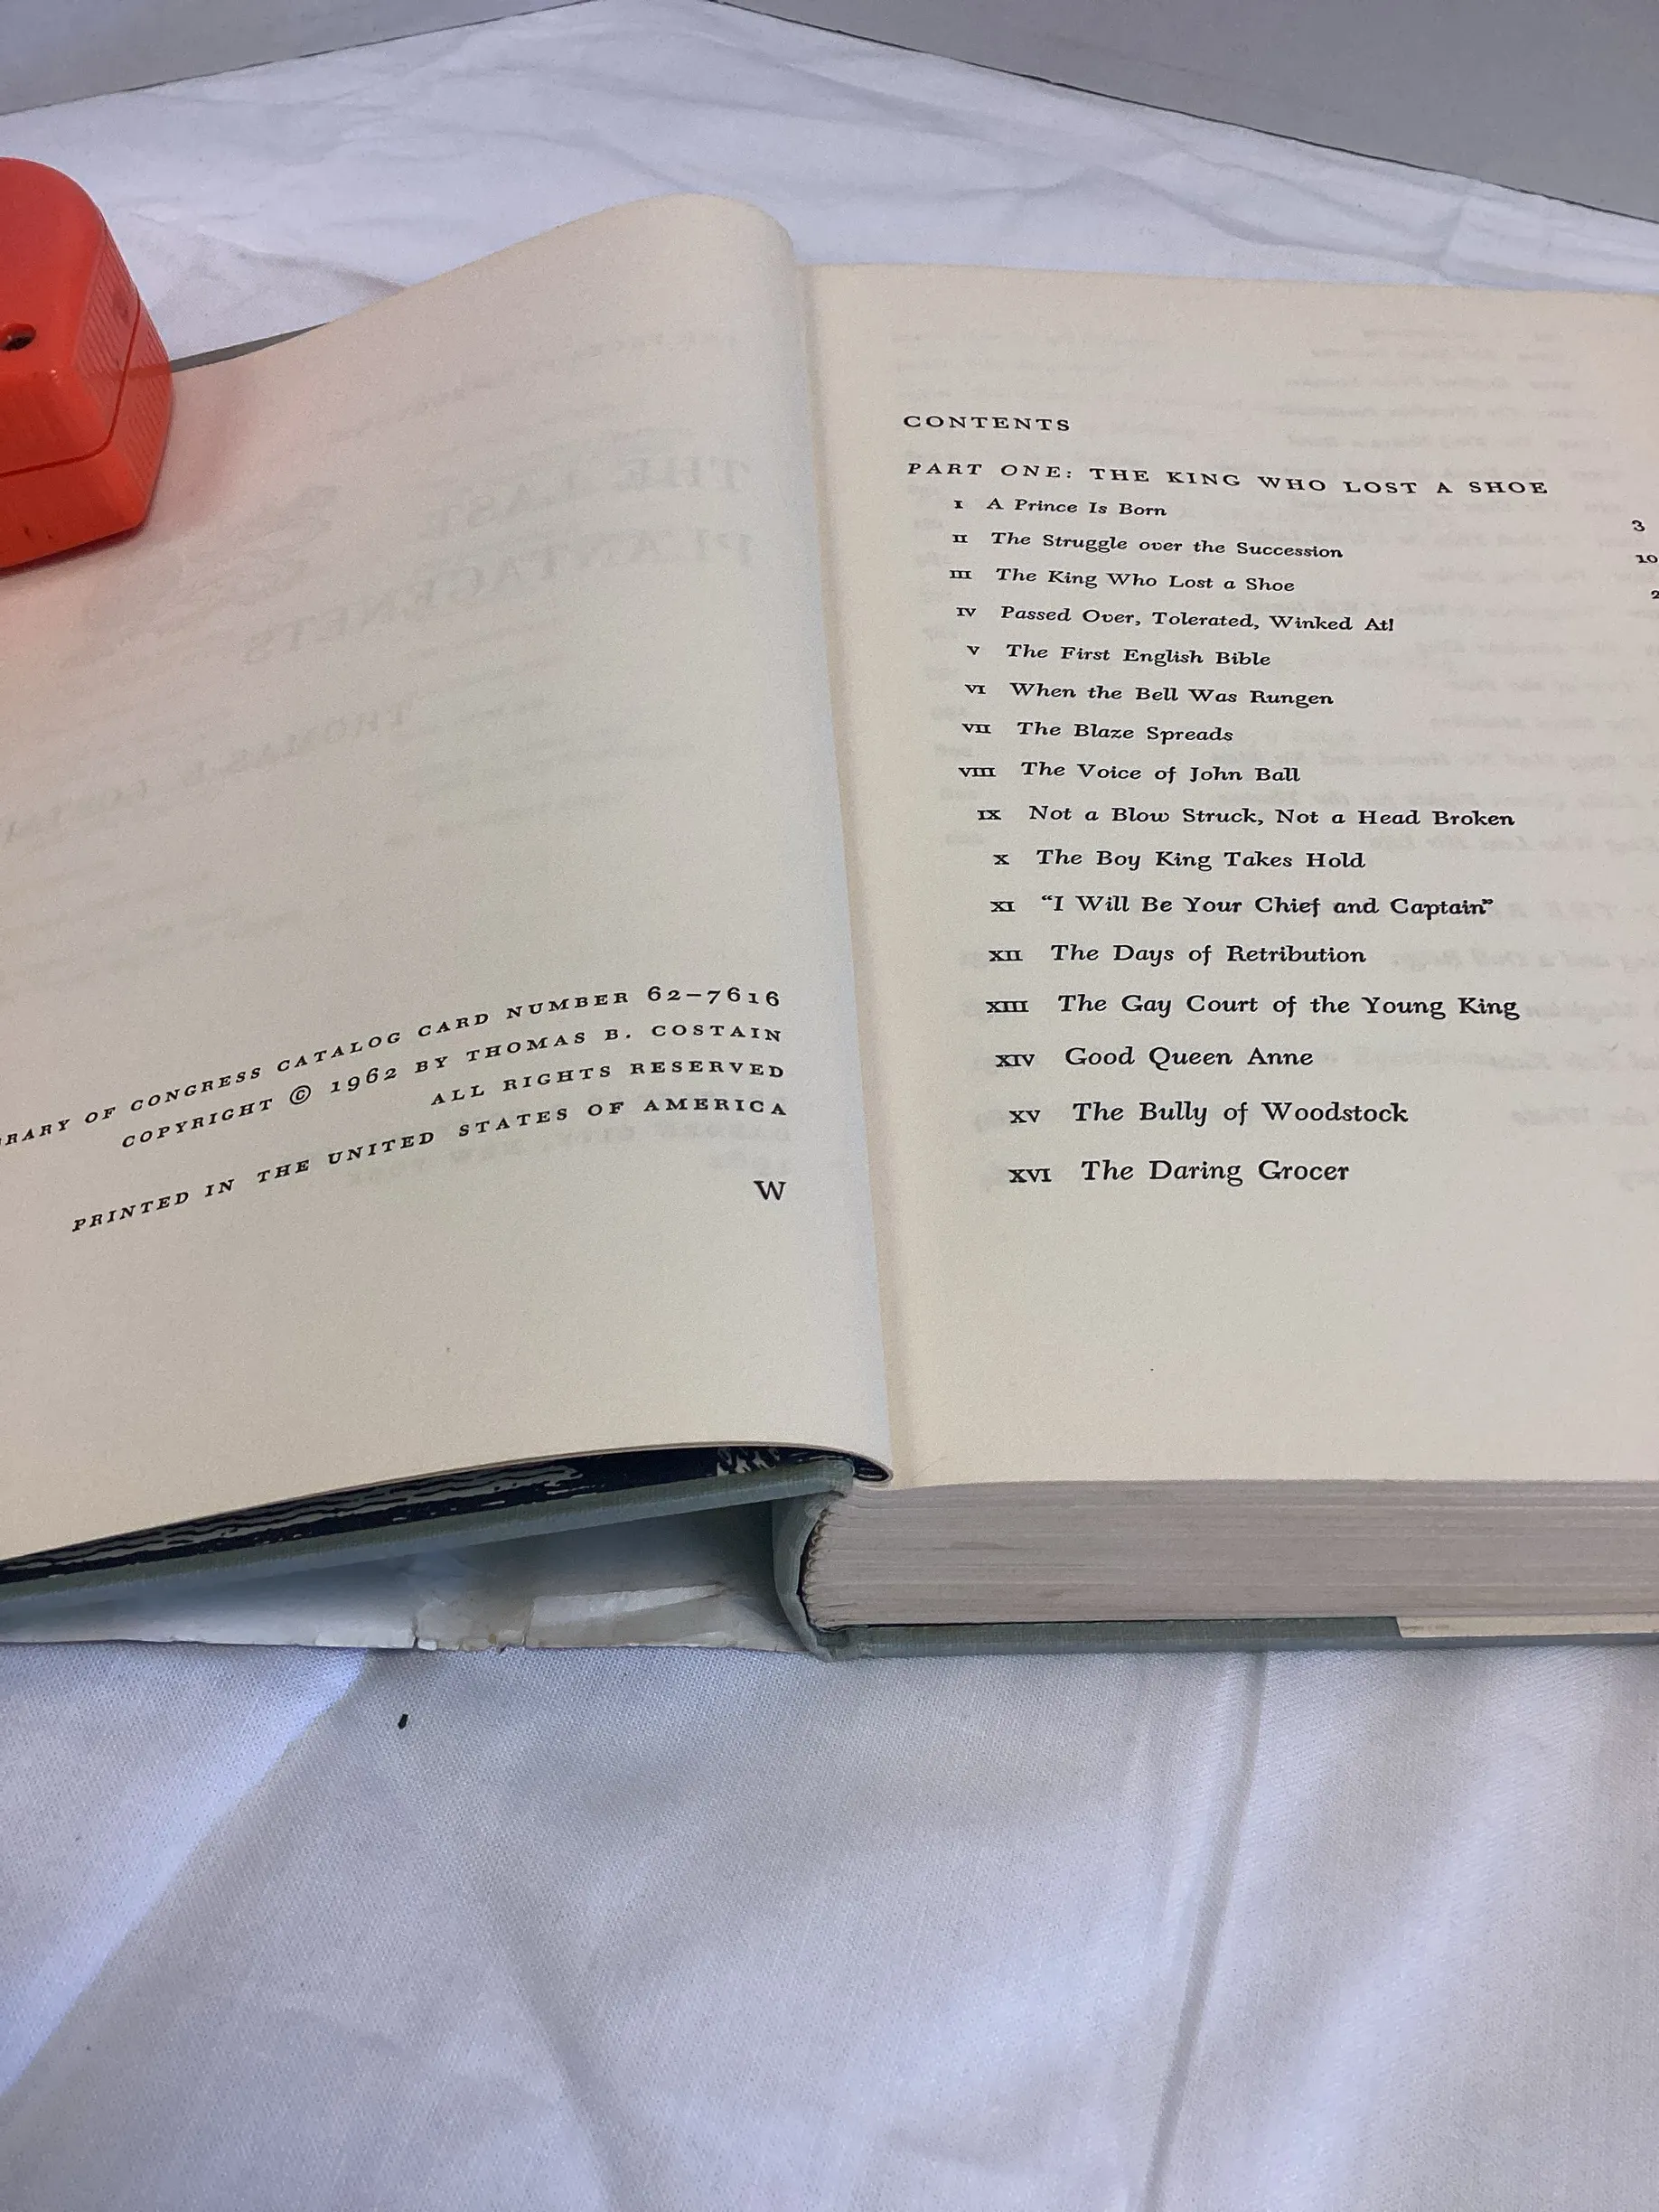 CATALOG CARD NUMBER 62–7616
OF CONGRESS
COPYRIGHT © 1962 BY THOMAS B. COSTAIN
ALL RIGHTS RESERVED
PRINTED IN THE UNITED STATES OF AMERICA
W
CONTENTS
PART ONE: THE KING WHO LOST A SHOE
I A Prince Is Born 3
II The Struggle over the Succession 10
III The King Who Lost a Shoe
IV Passed Over, Tolerated, Winked At!
V The First English Bible
VI When the Bell Was Rungen
VII The Blaze Spreads
VIII The Voice of John Ball
IX Not a Blow Struck, Not a Head Broken
X The Boy King Takes Hold
XI “I Will Be Your Chief and Captain”
XII The Days of Retribution
XIII The Gay Court of the Young King
XIV Good Queen Anne
XV The Bully of Woodstock
XVI The Daring Grocer